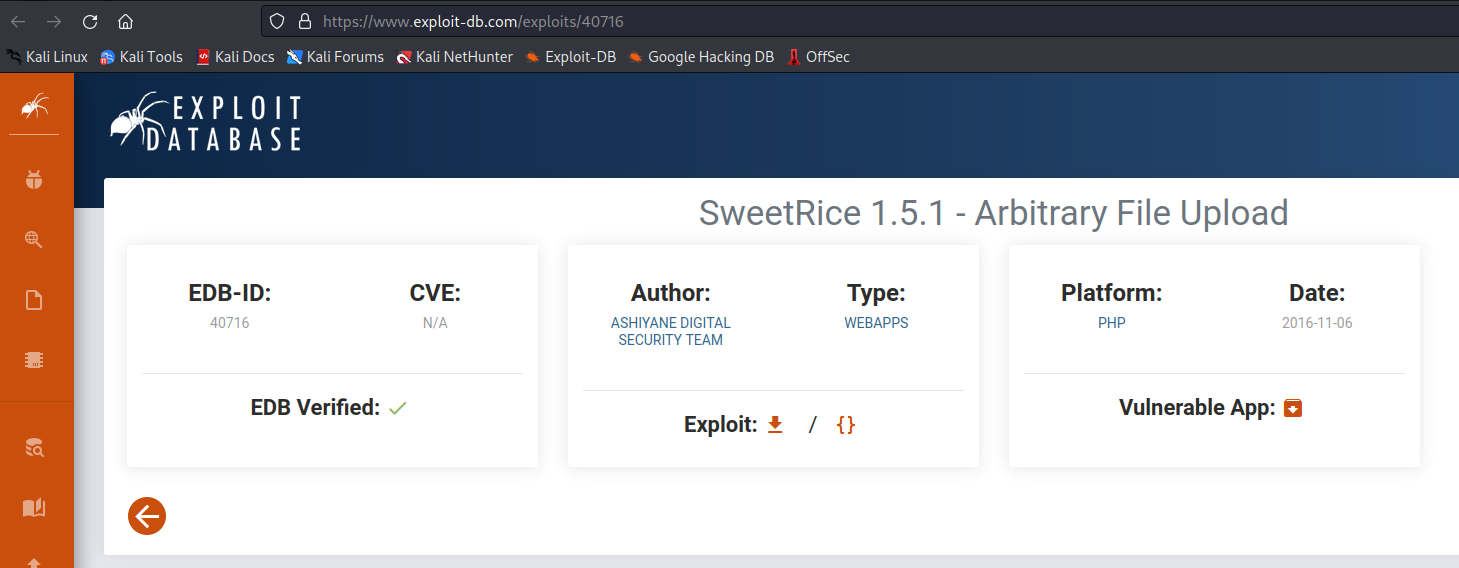 https://www.exploit-db.com/exploits/40716
Kali Linux Kali Tools Kali Docs Kali Forums Kali NetHunter Exploit-DB Google Hacking DB OffSec
EXPLOIT
DATABASE
SweetRice 1.5.1 - Arbitrary File Upload
EDB-ID:
40716
CVE:
N/A
EDB Verified:
Author:
ASHIYANE DIGITAL
SECURITY TEAM
Type:
WEBAPPS
Exploit: / {}
Platform:
PHP
Date:
2016-11-06
Vulnerable App: